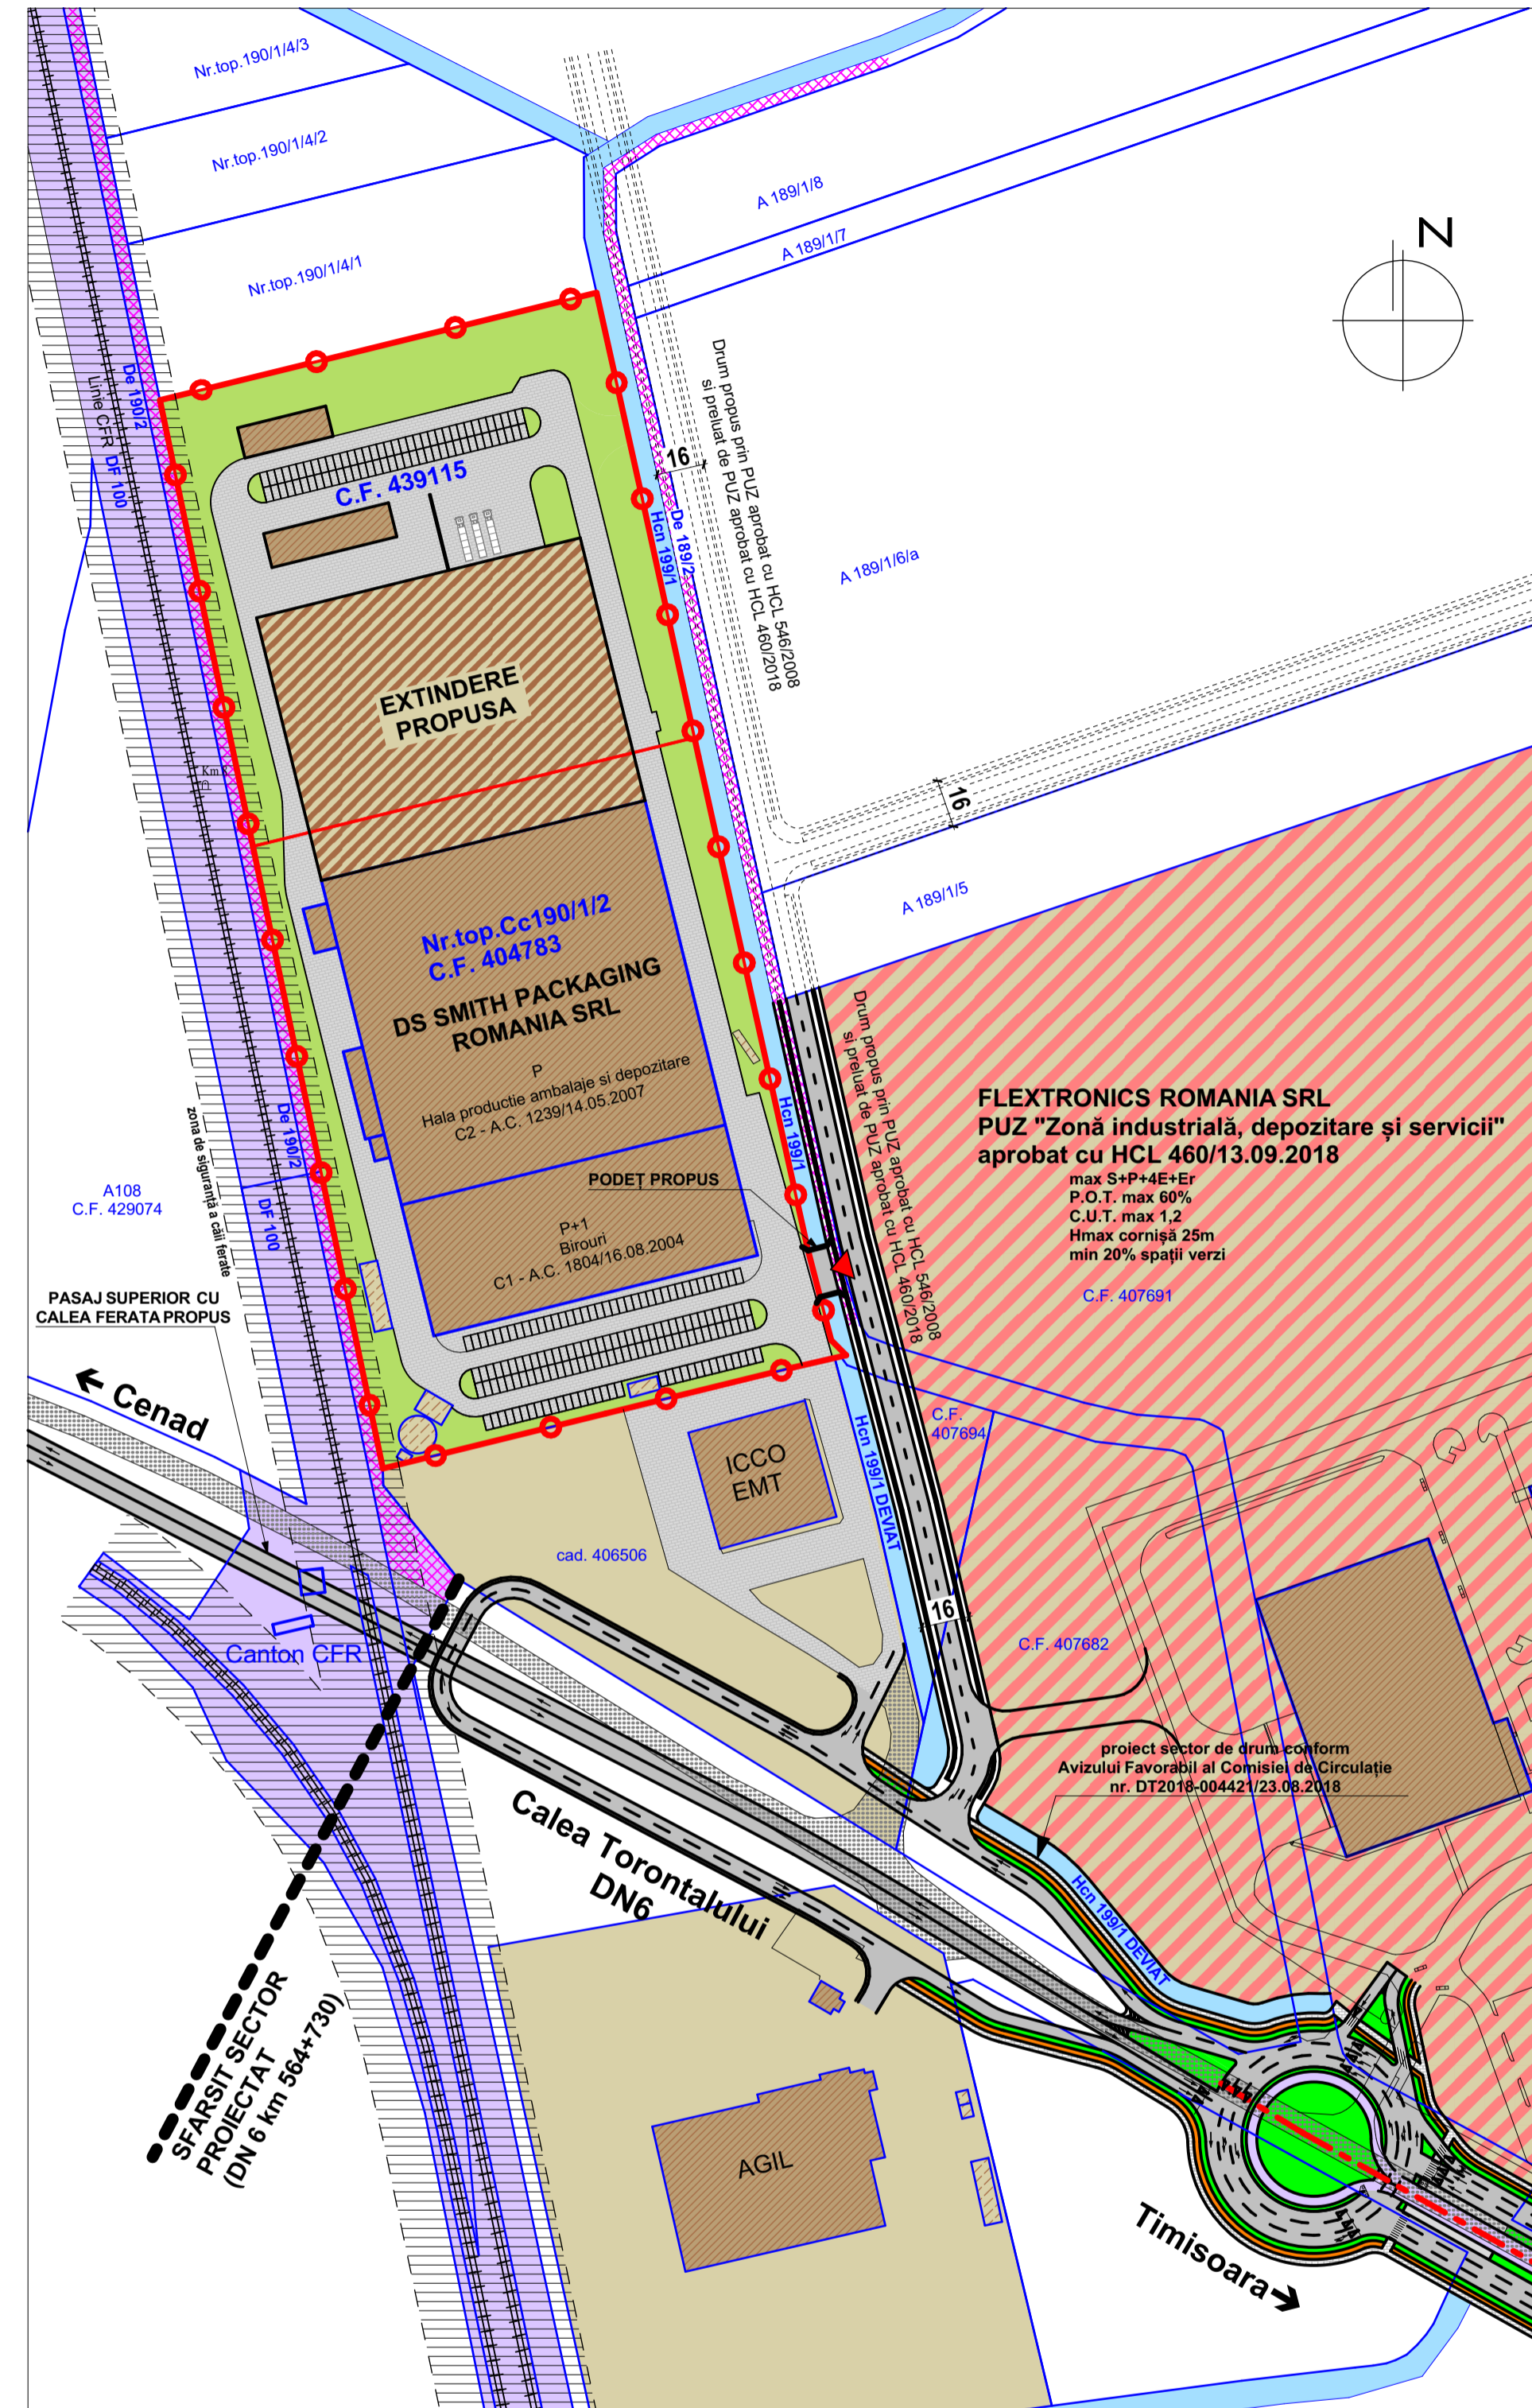 Nr.top.190/1/4/3
Nr.top.190/1/4/2
Nr.top.190/1/4/1
A 189/1/8
A 189/1/7
N
De 190/2
Linie CFR
DF 100
C.F. 439115
16
De 189/2
Hcn 199/1
Drum propus prin PUZ aprobat cu HCL 546/2008
si preluat de PUZ aprobat cu HCL 460/2018
A 189/1/6/a
EXTINDERE
PROPUSA
Km
16
A 189/1/5
Nr.top.Cc190/1/2
C.F. 404783
DS SMITH PACKAGING
ROMANIA SRL
P
Hala productie ambalaje si depozitare
C2 - A.C. 1239/14.05.2007
Hcn 199/1
Drum propus prin PUZ aprobat cu HCL 546/2008
si preluat de PUZ aprobat cu HCL 460/2018
FLEXTRONICS ROMANIA SRL
PUZ "Zonă industrială, depozitare și servicii"
aprobat cu HCL 460/13.09.2018
max S+P+4E+Er
P.O.T. max 60%
C.U.T. max 1,2
Hmax cornișă 25m
min 20% spații verzi
C.F. 407691
zona de siguranță a căii ferate
De 190/2
DF 100
A108
C.F. 429074
PODEȚ PROPUS
P+1
Birouri
C1 - A.C. 1804/16.08.2004
PASAJ SUPERIOR CU
CALEA FERATA PROPUS
Cenad
C.F.
407694
Hcn 199/1 DEVIAT
ICCO
EMT
cad. 406506
16
C.F. 407682
Canton CFR
proiect sector de drum conform
Avizului Favorabil al Comisiei de Circulație
nr. DT2018-004421/23.08.2018
Calea Torontalului
DN6
Hcn 199/1 DEVIAT
SFARSIT SECTOR
PROIECTAT
(DN 6 km 564+730)
AGIL
Timisoara